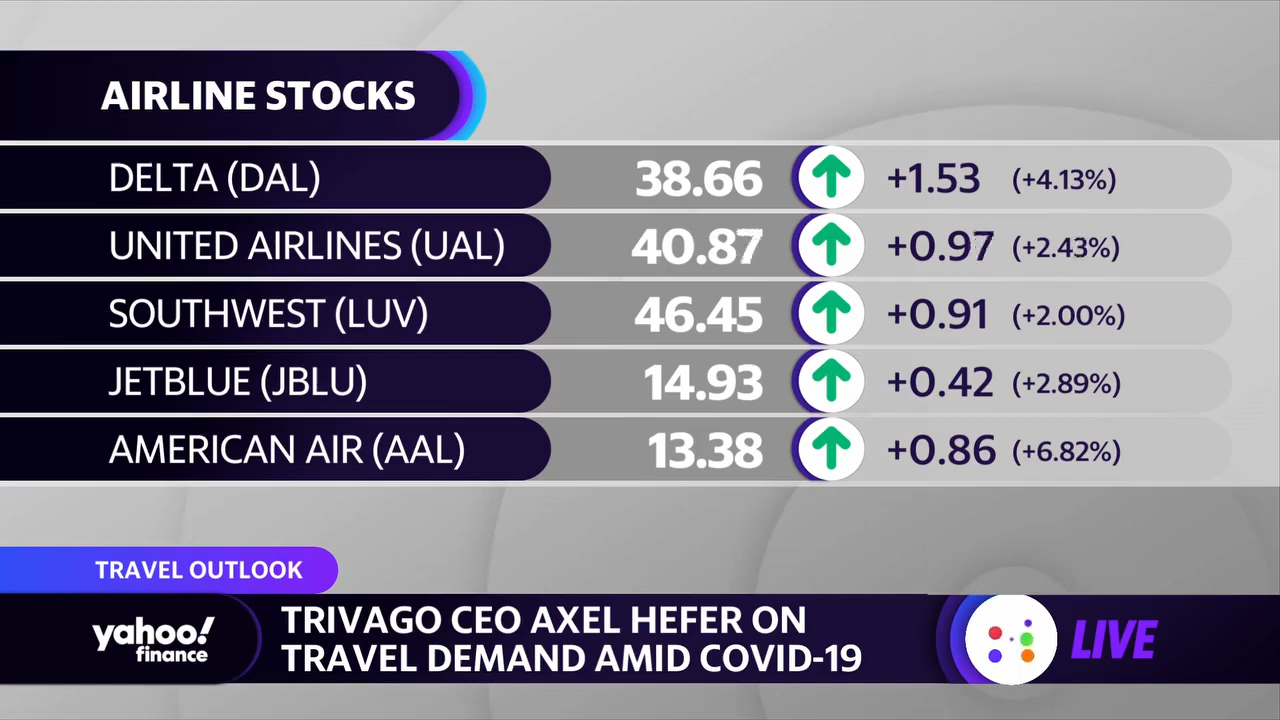 AIRLINE STOCKS
DELTA (DAL) 38.66 +1.53 (+4.13%)
UNITED AIRLINES (UAL) 40.87 +0.97 (+2.43%)
SOUTHWEST (LUV) 46.45 +0.91 (+2.00%)
JETBLUE (JBLU) 14.93 +0.42 (+2.89%)
AMERICAN AIR (AAL) 13.38 +0.86 (+6.82%)
TRAVEL OUTLOOK
yahoo!
finance
TRIVAGO CEO AXEL HEFER ON
TRAVEL DEMAND AMID COVID-19
LIVE